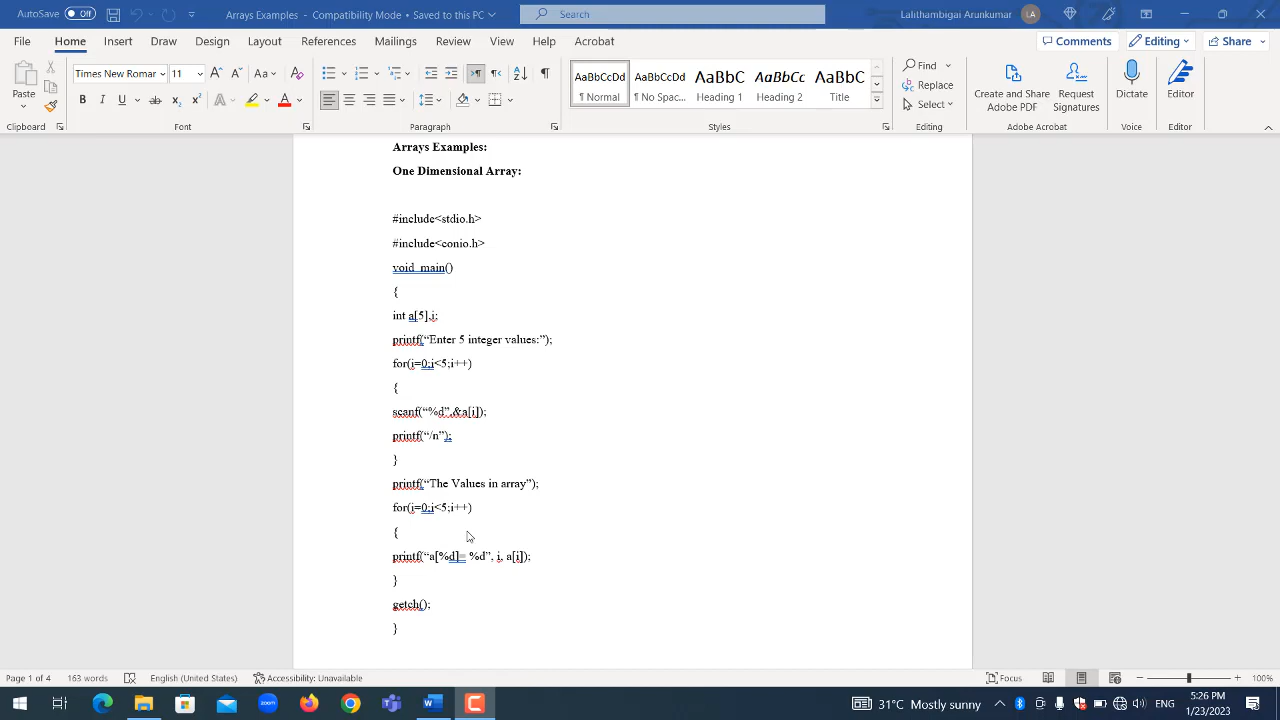 AutoSave Off
Arrays Examples - Compatibility Mode - Saved to this PC
Search
Lalithambigai Arunkumar LA
File Home Insert Draw Design Layout References Mailings Review View Help Acrobat
Comments Editing Share
Paste
Times New Roman 11
AaBbCcDd AaBbCcDd AaBbC AaBbCc AaBbC
¶ Normal ¶ No Spac... Heading 1 Heading 2 Title
Find
Replace
Select
Create and Share Adobe PDF
Request Signatures
Dictate
Editor
Clipboard Font Paragraph Styles Editing Adobe Acrobat Voice Editor
Arrays Examples:
One Dimensional Array:
#include<stdio.h>
#include<conio.h>
void main()
{
int a[5],i;
printf(“Enter 5 integer values:”);
for(i=0;i<5;i++)
{
scanf(“%d”,&a[i]);
printf(“/n”);
}
printf(“The Values in array”);
for(i=0;i<5;i++)
{
printf(“a[%d]= %d”, i, a[i]);
}
getch();
}
Page 1 of 4 163 words English (United States) Accessibility: Unavailable
Focus 100%
31°C Mostly sunny
ENG
5:26 PM
1/23/2023